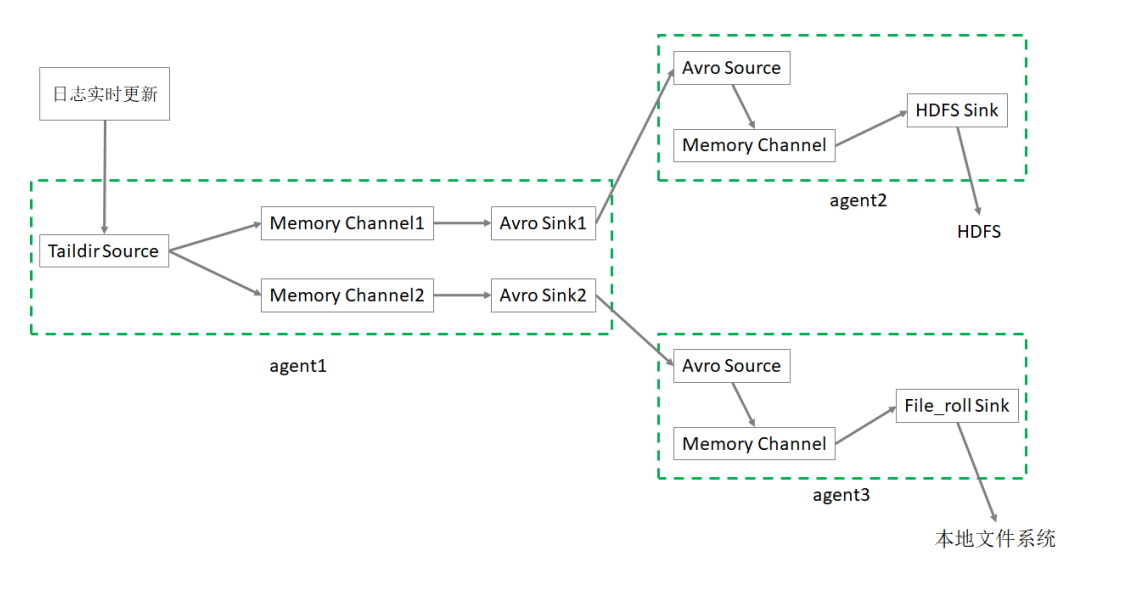 日志实时更新
Taildir Source
Memory Channel1
Avro Sink1
Memory Channel2
Avro Sink2
agent1
Avro Source
Memory Channel
HDFS Sink
agent2
HDFS
Avro Source
Memory Channel
File_roll Sink
agent3
本地文件系统